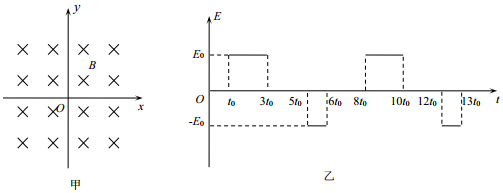 y
B
O
x
甲
E
E₀
O
t₀
3t₀
5t₀
6t₀
8t₀
10t₀
12t₀
13t₀
t
-E₀
乙